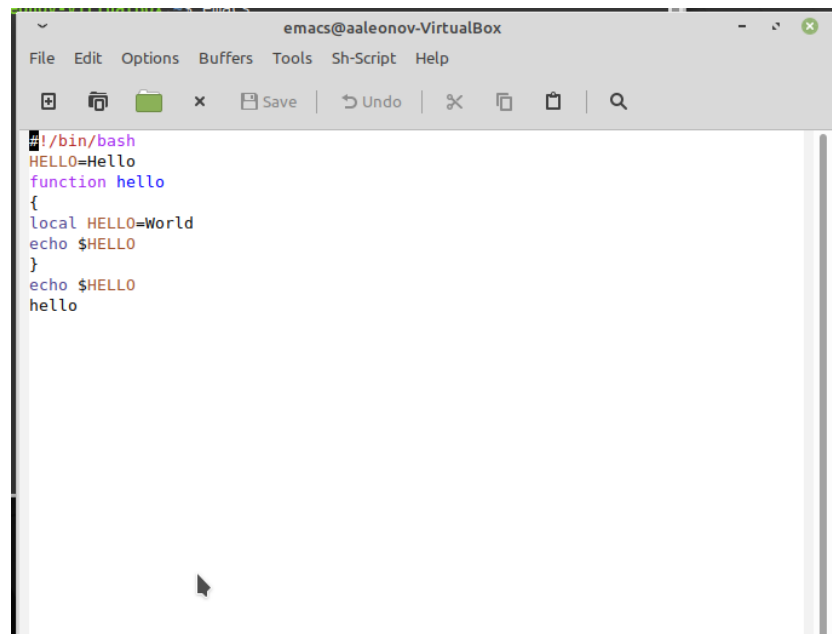 emacs@aaleonov-VirtualBox
File Edit Options Buffers Tools Sh-Script Help
Save Undo
#!/bin/bash
HELLO=Hello
function hello
{
local HELLO=World
echo $HELLO
}
echo $HELLO
hello